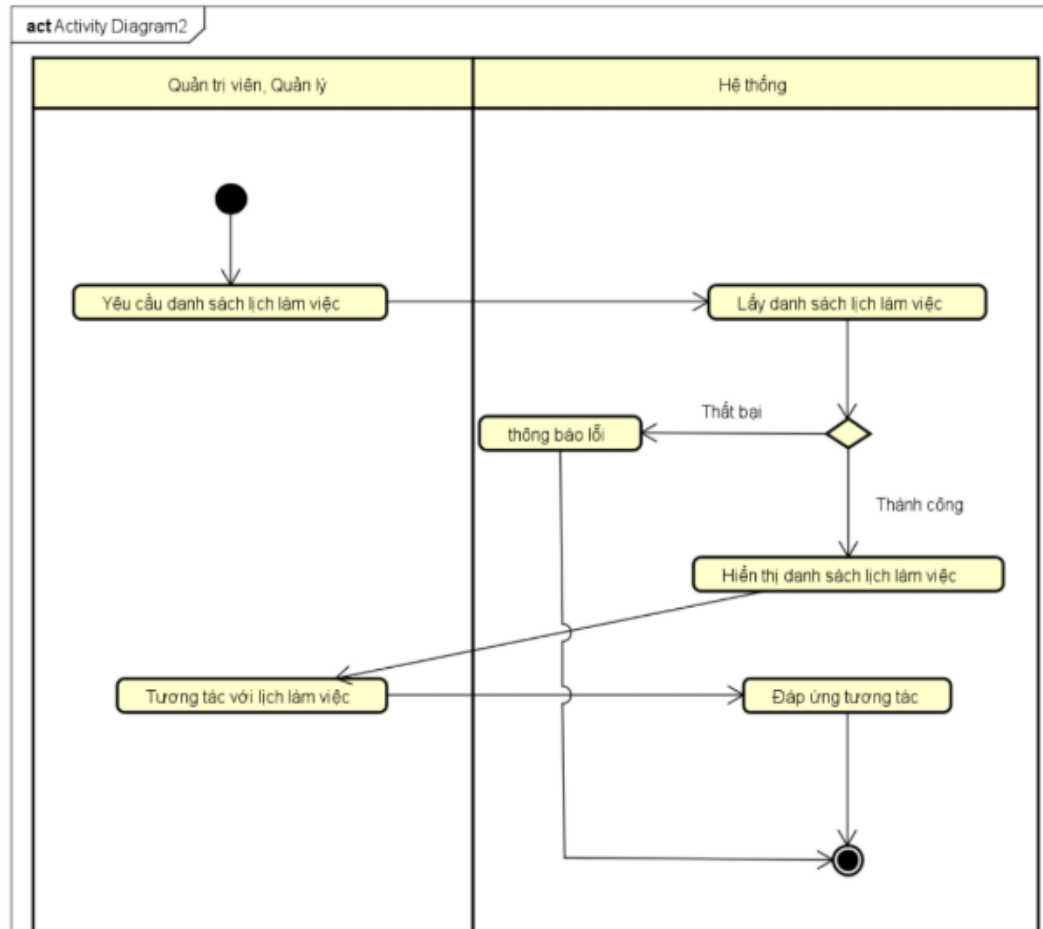 act Activity Diagram2
Quản trị viên, Quản lý
Hệ thống
Yêu cầu danh sách lịch làm việc
Lấy danh sách lịch làm việc
Thất bại
thông báo lỗi
Thành công
Hiển thị danh sách lịch làm việc
Tương tác với lịch làm việc
Đáp ứng tương tác